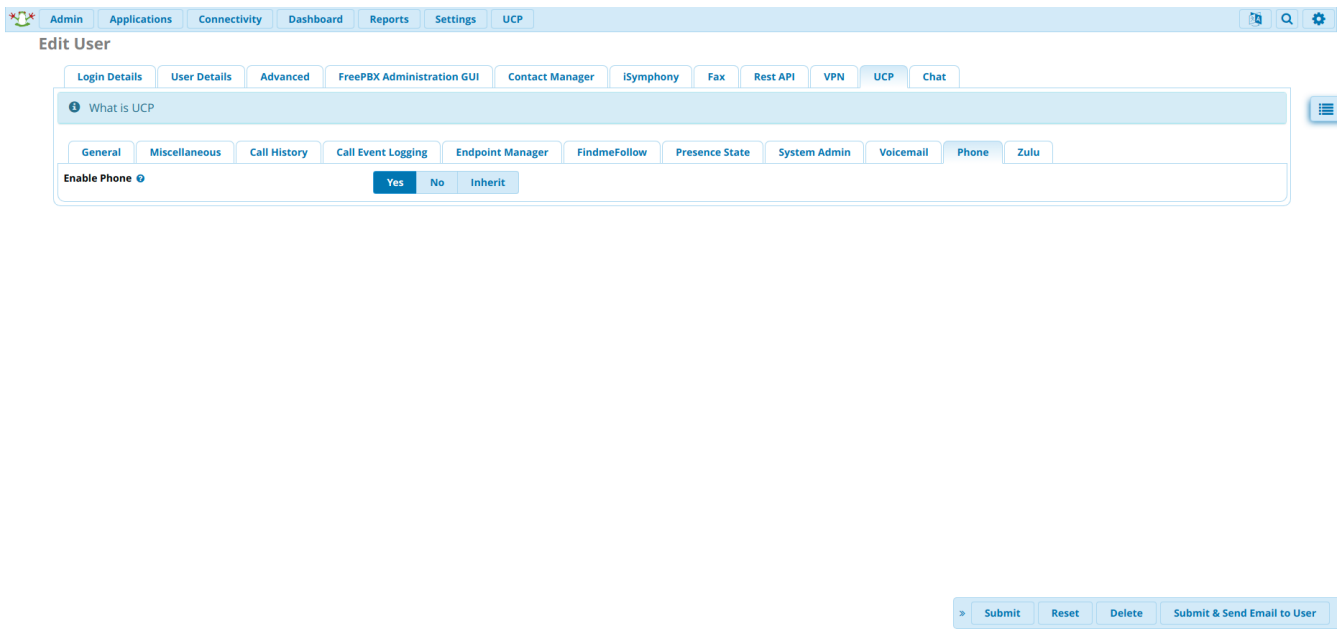 Admin Applications Connectivity Dashboard Reports Settings UCP
Edit User
Login Details User Details Advanced FreePBX Administration GUI Contact Manager iSymphony Fax Rest API VPN UCP Chat
What is UCP
General Miscellaneous Call History Call Event Logging Endpoint Manager FindmeFollow Presence State System Admin Voicemail Phone Zulu
Enable Phone Yes No Inherit
» Submit Reset Delete Submit & Send Email to User